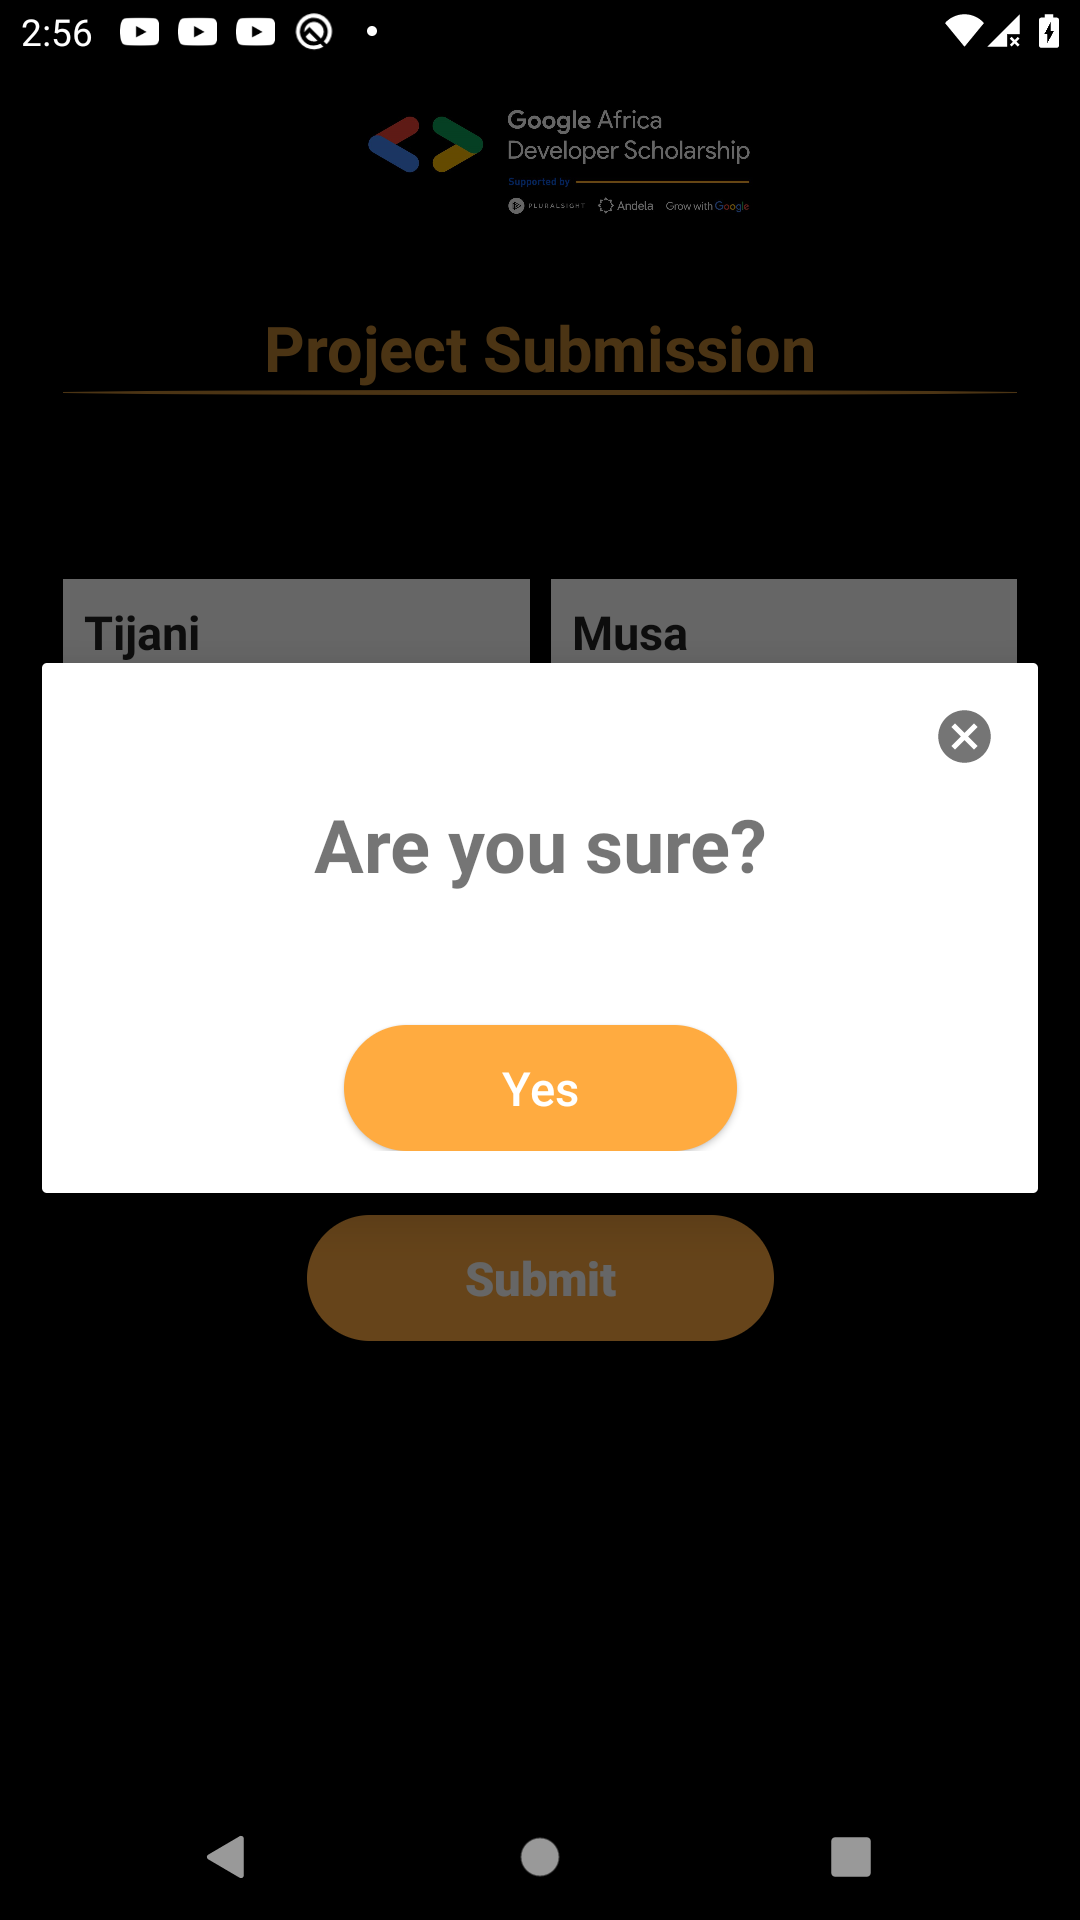 2:56
Google Africa
Developer Scholarship
Supported by
PLURALSIGHT Andela Grow with Google
Project Submission
Tijani Musa
Are you sure?
Yes
Submit